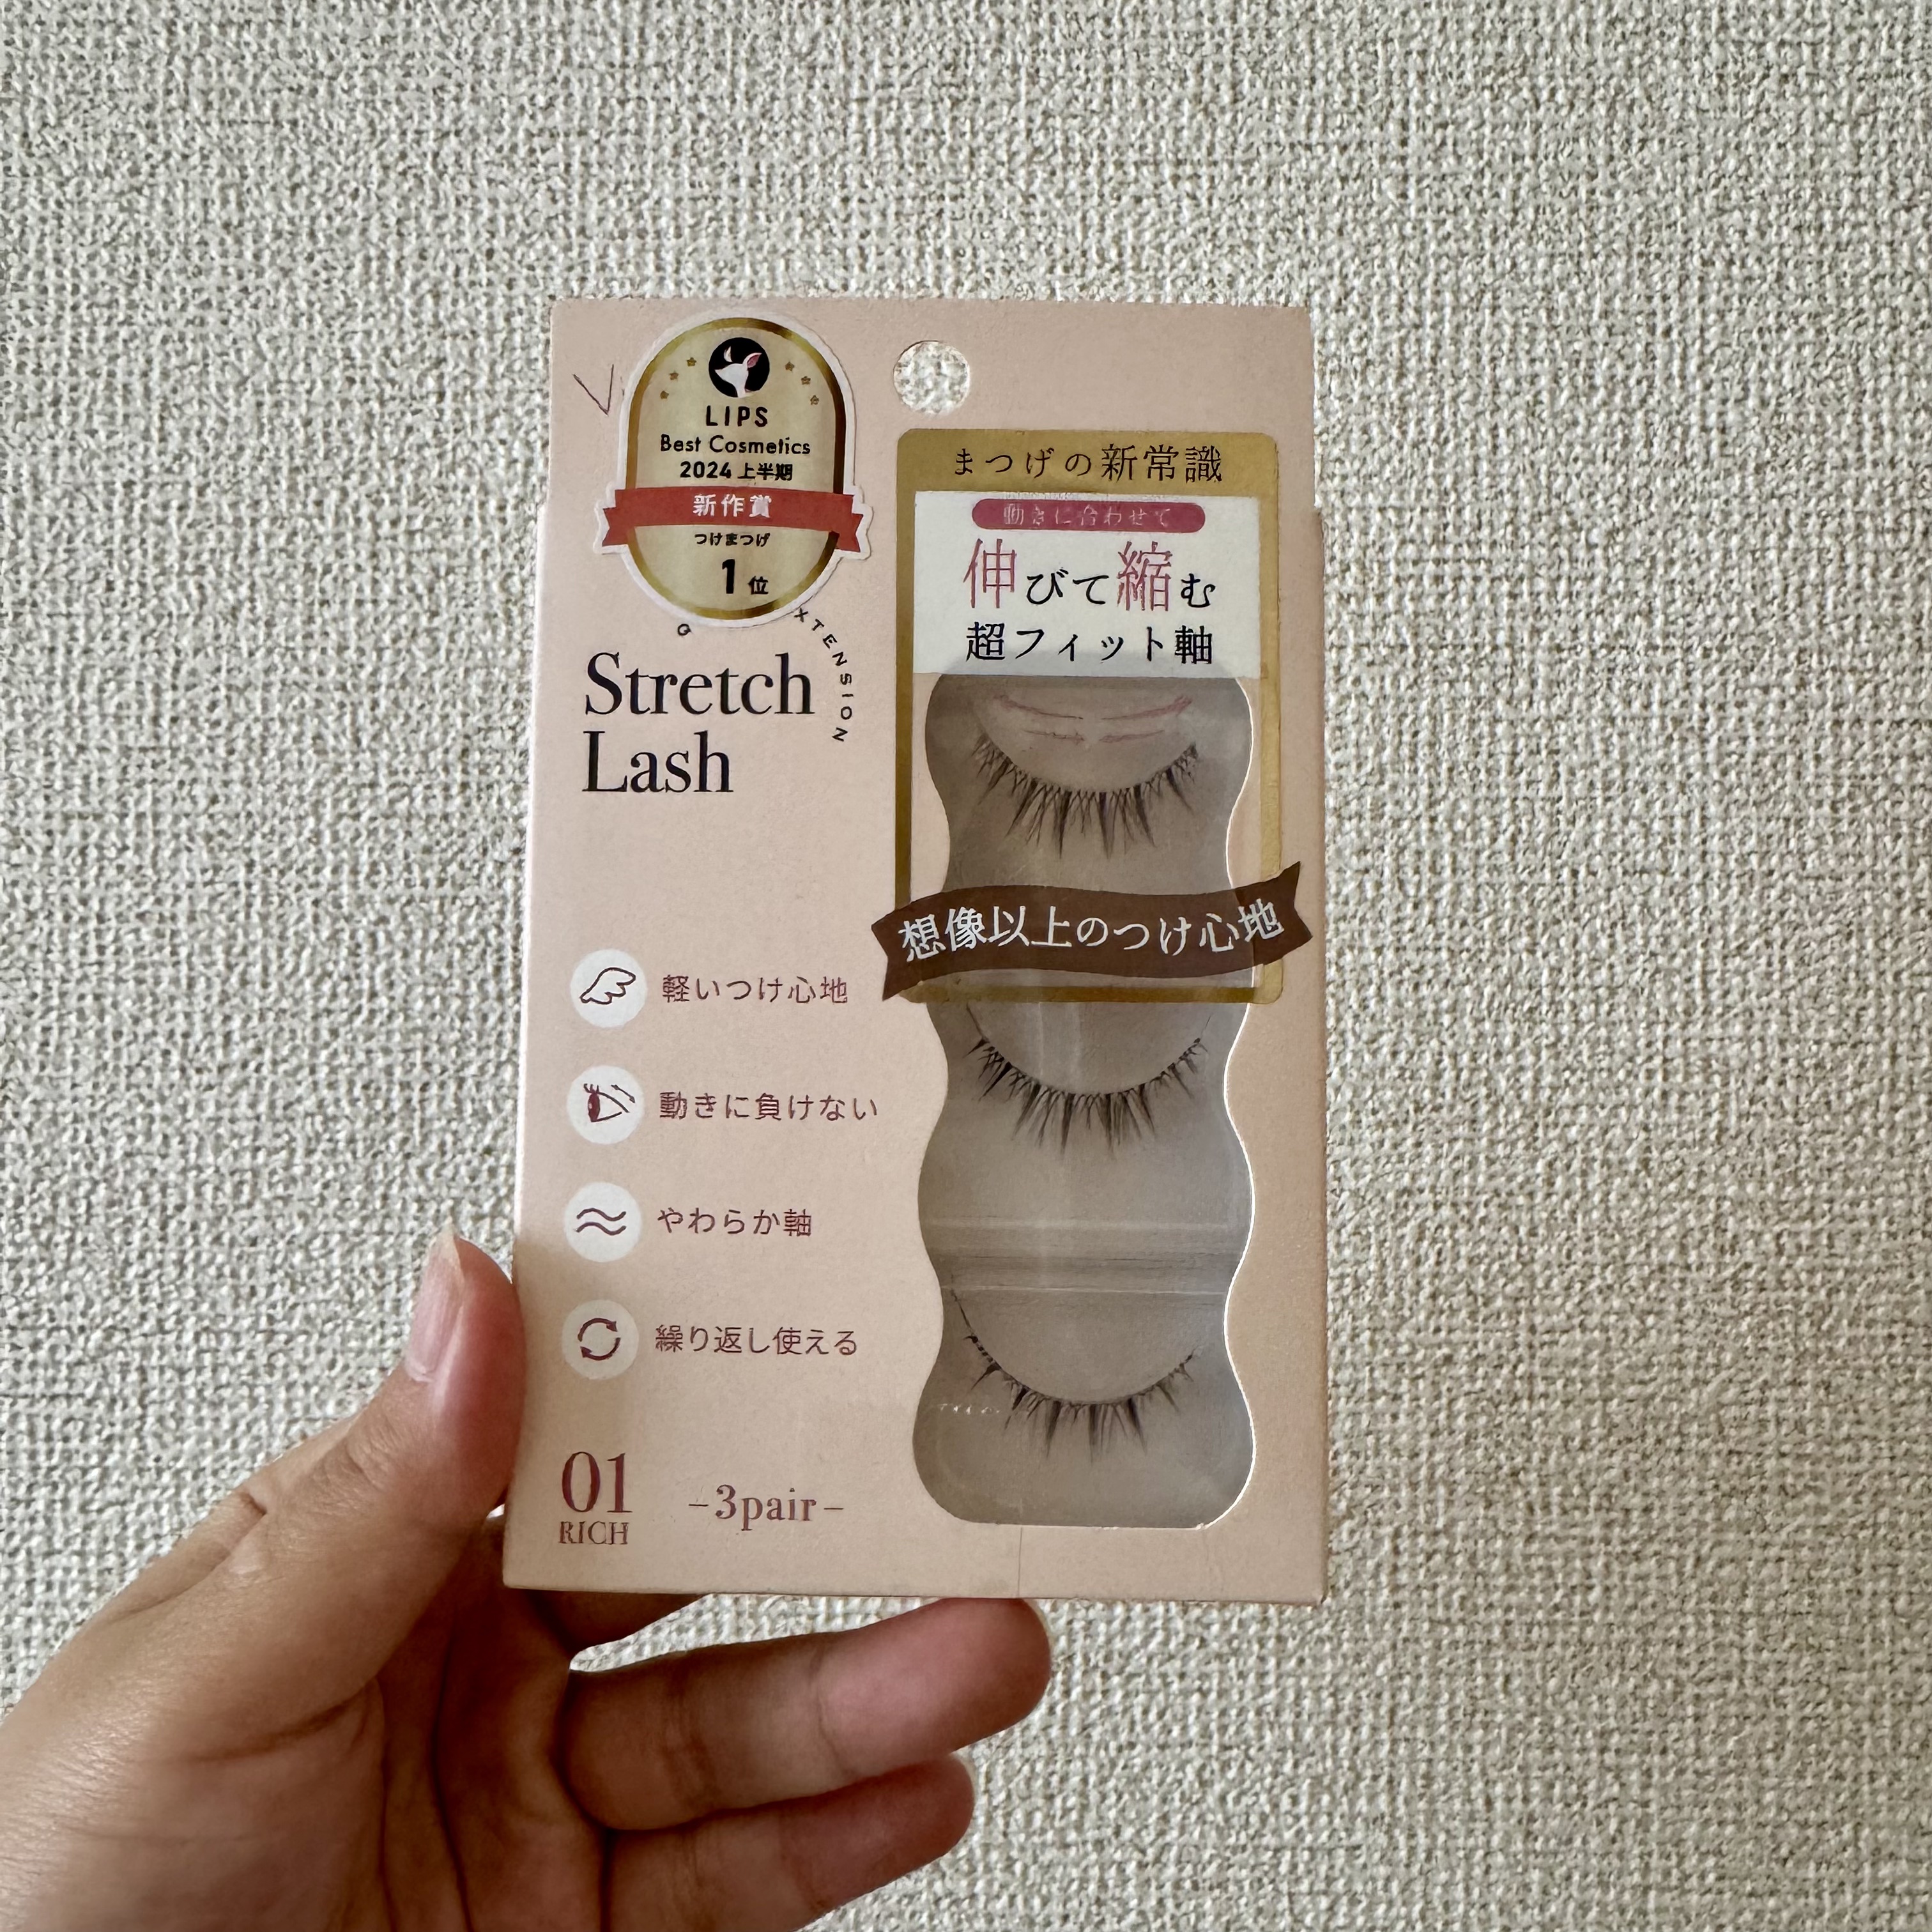 LIPS
Best Cosmetics
2024 上半期
新作賞
つけまつげ
1位
XTENSION
Stretch
Lash
まつげの新常識
動きに合わせて
伸びて縮む
超フィット軸
想像以上のつけ心地
軽いつけ心地
動きに負けない
やわらか軸
繰り返し使える
01
RICH
-3pair-